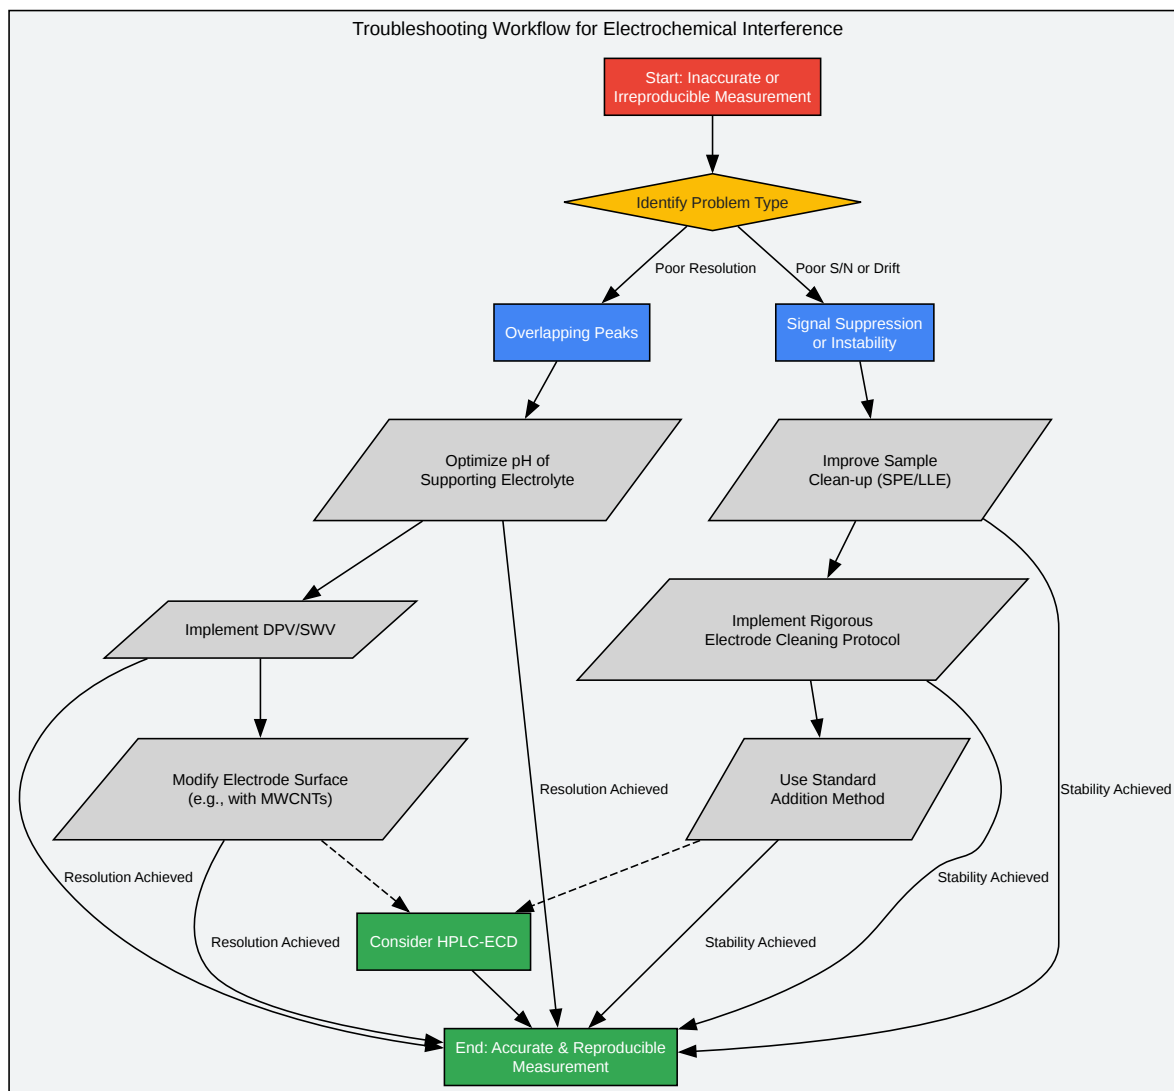 Troubleshooting Workflow for Electrochemical Interference
Start: Inaccurate or
Irreproducible Measurement
Identify Problem Type
Poor Resolution
Poor S/N or Drift
Overlapping Peaks
Signal Suppression
or Instability
Optimize pH of
Supporting Electrolyte
Improve Sample
Clean-up (SPE/LLE)
Implement DPV/SWV
Implement Rigorous
Electrode Cleaning Protocol
Modify Electrode Surface
(e.g., with MWCNTs)
Resolution Achieved
Use Standard
Addition Method
Stability Achieved
Resolution Achieved
Stability Achieved
Resolution Achieved
Consider HPLC-ECD
Stability Achieved
End: Accurate & Reproducible
Measurement